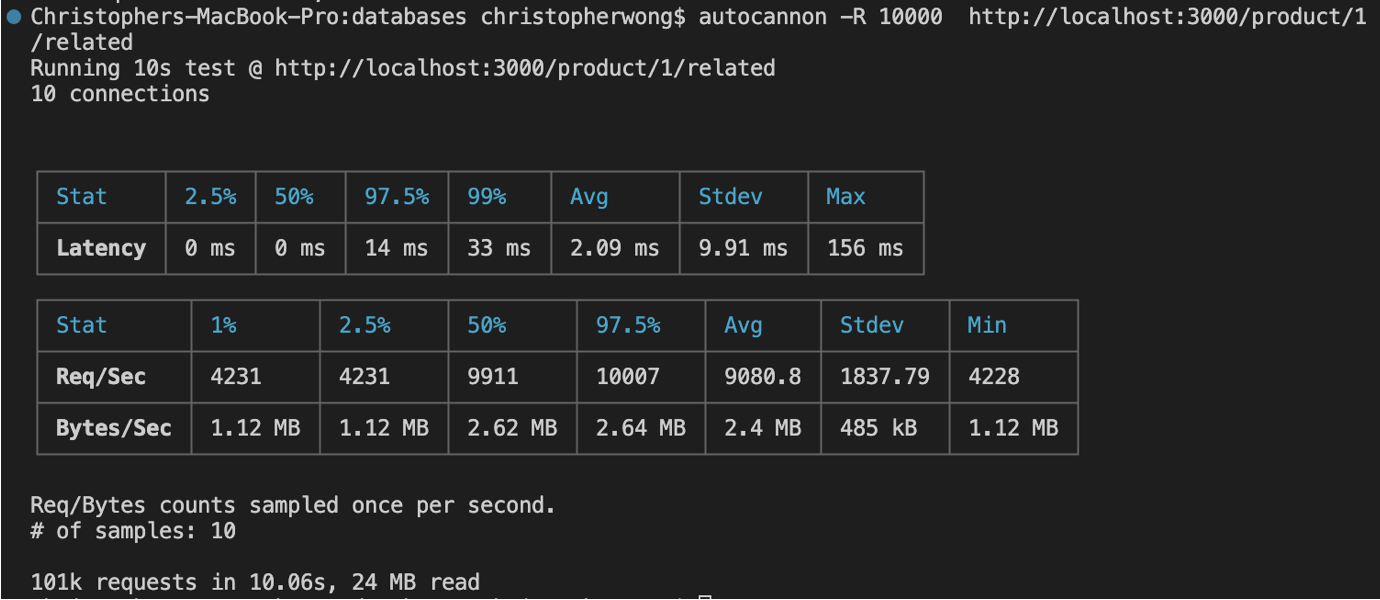 Christophers-MacBook-Pro:databases christopherwong$ autocannon -R 10000  http://localhost:3000/product/1
/related
Running 10s test @ http://localhost:3000/product/1/related
10 connections
Stat 2.5% 50% 97.5% 99% Avg Stdev Max
Latency 0 ms 0 ms 14 ms 33 ms 2.09 ms 9.91 ms 156 ms
Stat 1% 2.5% 50% 97.5% Avg Stdev Min
Req/Sec 4231 4231 9911 10007 9080.8 1837.79 4228
Bytes/Sec 1.12 MB 1.12 MB 2.62 MB 2.64 MB 2.4 MB 485 kB 1.12 MB
Req/Bytes counts sampled once per second.
# of samples: 10
101k requests in 10.06s, 24 MB read